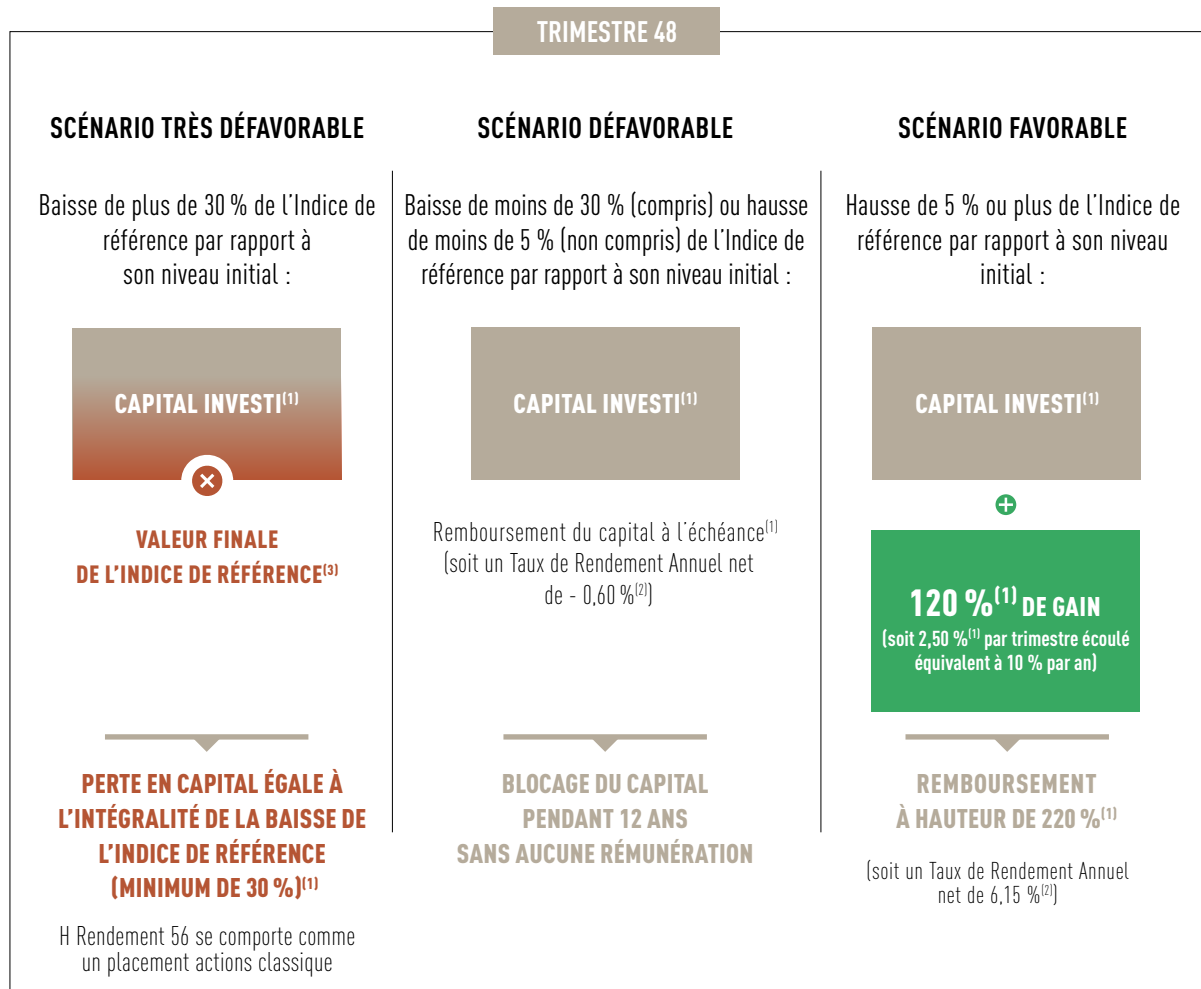 TRIMESTRE 48
SCÉNARIO TRÈS DÉFAVORABLE
Baisse de plus de 30 % de l'Indice de
référence par rapport à
son niveau initial :
CAPITAL INVESTI(1)
VALEUR FINALE
DE L'INDICE DE RÉFÉRENCE(3)
PERTE EN CAPITAL ÉGALE À
L'INTÉGRALITÉ DE LA BAISSE DE
L'INDICE DE RÉFÉRENCE
(MINIMUM DE 30 %)(1)
H Rendement 56 se comporte comme
un placement actions classique
SCÉNARIO DÉFAVORABLE
Baisse de moins de 30 % (compris) ou hausse
de moins de 5 % (non compris) de l'Indice de
référence par rapport à son niveau initial :
CAPITAL INVESTI(1)
Remboursement du capital à l'échéance(1)
(soit un Taux de Rendement Annuel net
de - 0,60 %(2))
BLOCAGE DU CAPITAL
PENDANT 12 ANS
SANS AUCUNE RÉMUNÉRATION
SCÉNARIO FAVORABLE
Hausse de 5 % ou plus de l'Indice de
référence par rapport à son niveau
initial :
CAPITAL INVESTI(1)
120 %(1) DE GAIN
(soit 2,50 %(1) par trimestre écoulé
équivalent à 10 % par an)
REMBOURSEMENT
À HAUTEUR DE 220 %(1)
(soit un Taux de Rendement Annuel
net de 6,15 %(2))